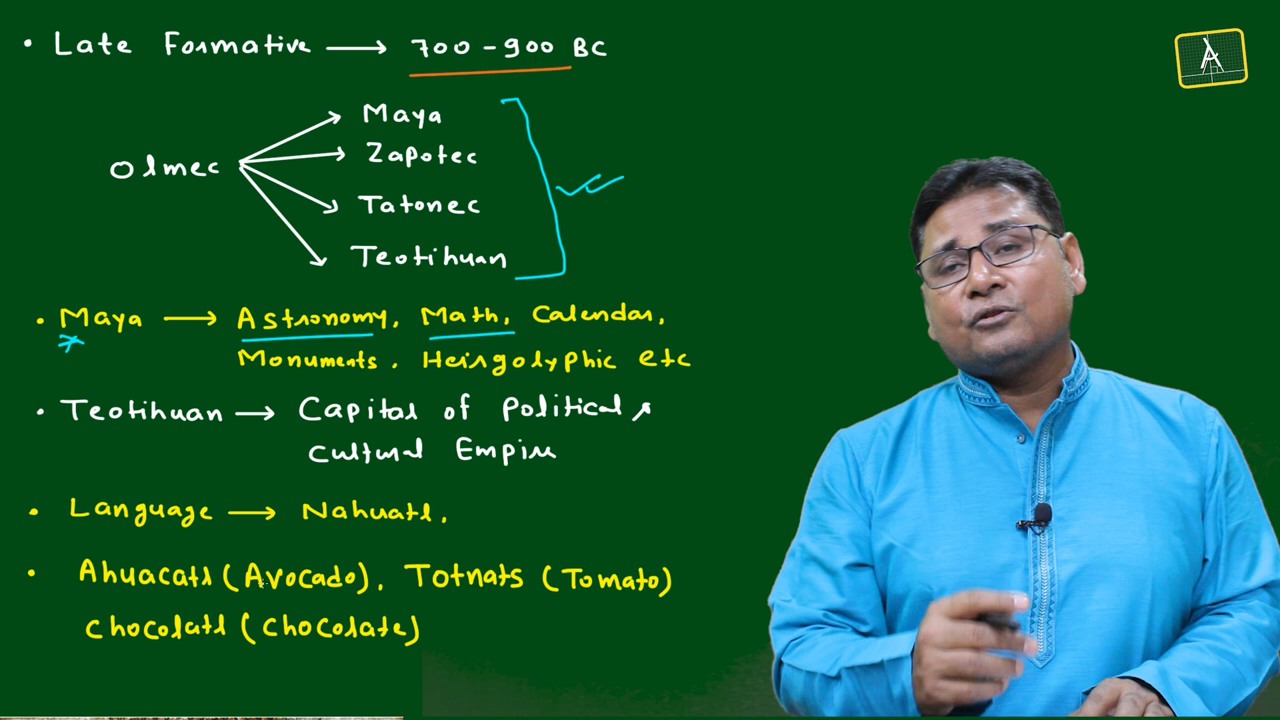 • Late Formative → 700 - 900 BC
Maya
Zapotec
Olmec
Tatonec
Teotihuan
• Maya → Astronomy, Math, Calendar,
Monuments. Heirgolyphic etc
• Teotihuan → Capital of Political &
Cultural Empire
• Language → Nahuatl,
• Ahuacatl (Avocado), Totnats (Tomato)
Chocolatl (Chocolate)